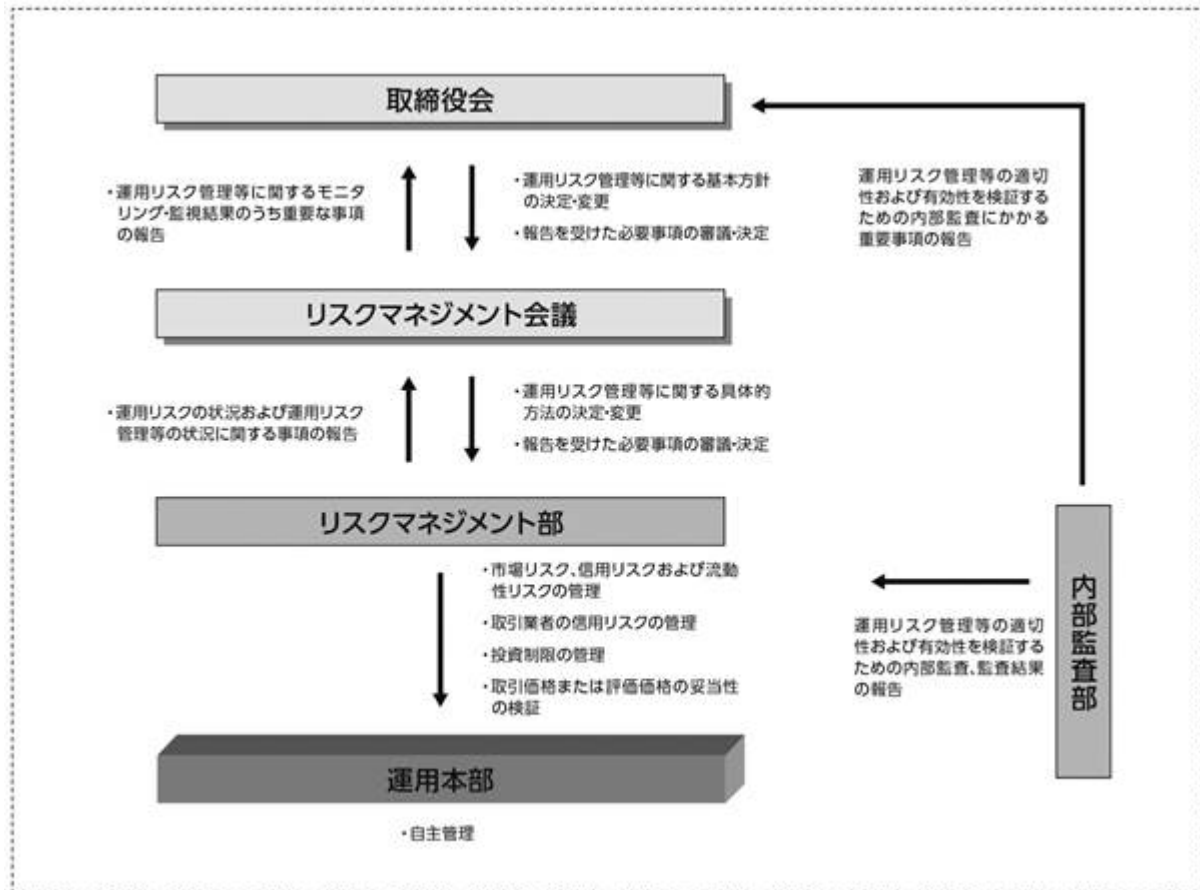 取締役会
・運用リスク管理等に関するモニタ
リング・監視結果のうち重要な事項
の報告
・運用リスク管理等に関する基本方針
の決定・変更
・報告を受けた必要事項の審議・決定
運用リスク管理等の適切
性および有効性を検証する
ための内部監査にかかる
重要事項の報告
リスクマネジメント会議
・運用リスクの状況および運用リスク
管理等の状況に関する事項の報告
・運用リスク管理等に関する具体的
方法の決定・変更
・報告を受けた必要事項の審議・決定
リスクマネジメント部
・市場リスク、信用リスクおよび流動
性リスクの管理
・取引業者の信用リスクの管理
・投資制限の管理
・取引価格または評価価格の妥当性
の検証
運用リスク管理等の適切
性および有効性を検証する
ための内部監査、監査結果
の報告
内部監査部
運用本部
・自主管理